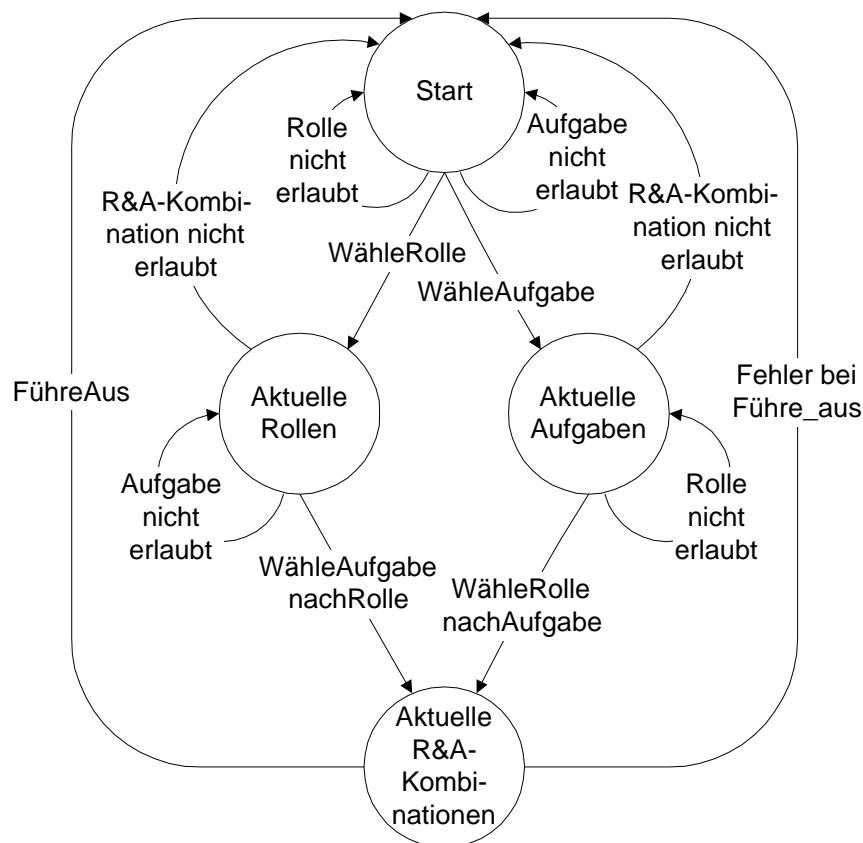 Start
Rolle
nicht
erlaubt
Aufgabe
nicht
erlaubt
R&A-Kombi-
nation nicht
erlaubt
R&A-Kombi-
nation nicht
erlaubt
WähleRolle
WähleAufgabe
FühreAus
Aktuelle
Rollen
Aktuelle
Aufgaben
Fehler bei
Führe_aus
Aufgabe
nicht
erlaubt
Rolle
nicht
erlaubt
WähleAufgabe
nachRolle
WähleRolle
nachAufgabe
Aktuelle
R&A-
Kombi-
nationen